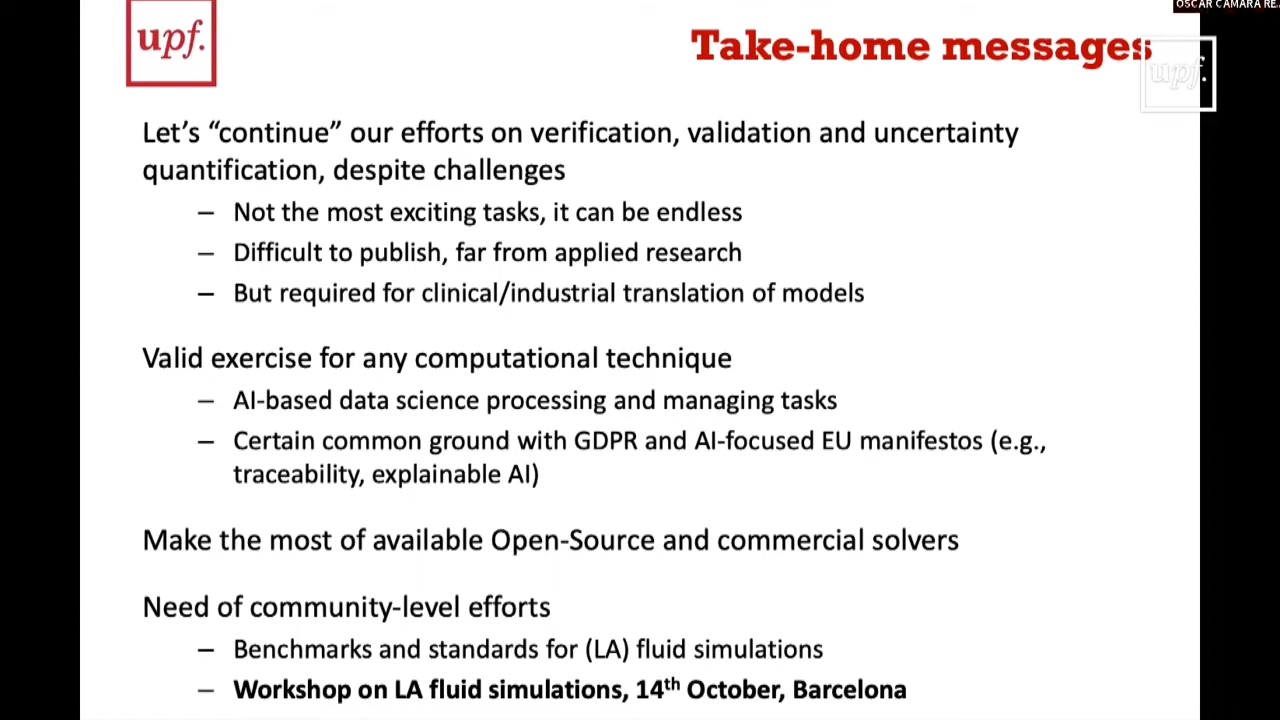 OSCAR CAMARA RE
upf.
Take-home messages
upf.
Let's “continue” our efforts on verification, validation and uncertainty
quantification, despite challenges
– Not the most exciting tasks, it can be endless
– Difficult to publish, far from applied research
– But required for clinical/industrial translation of models
Valid exercise for any computational technique
– AI-based data science processing and managing tasks
– Certain common ground with GDPR and AI-focused EU manifestos (e.g.,
traceability, explainable AI)
Make the most of available Open-Source and commercial solvers
Need of community-level efforts
– Benchmarks and standards for (LA) fluid simulations
– Workshop on LA fluid simulations, 14th October, Barcelona